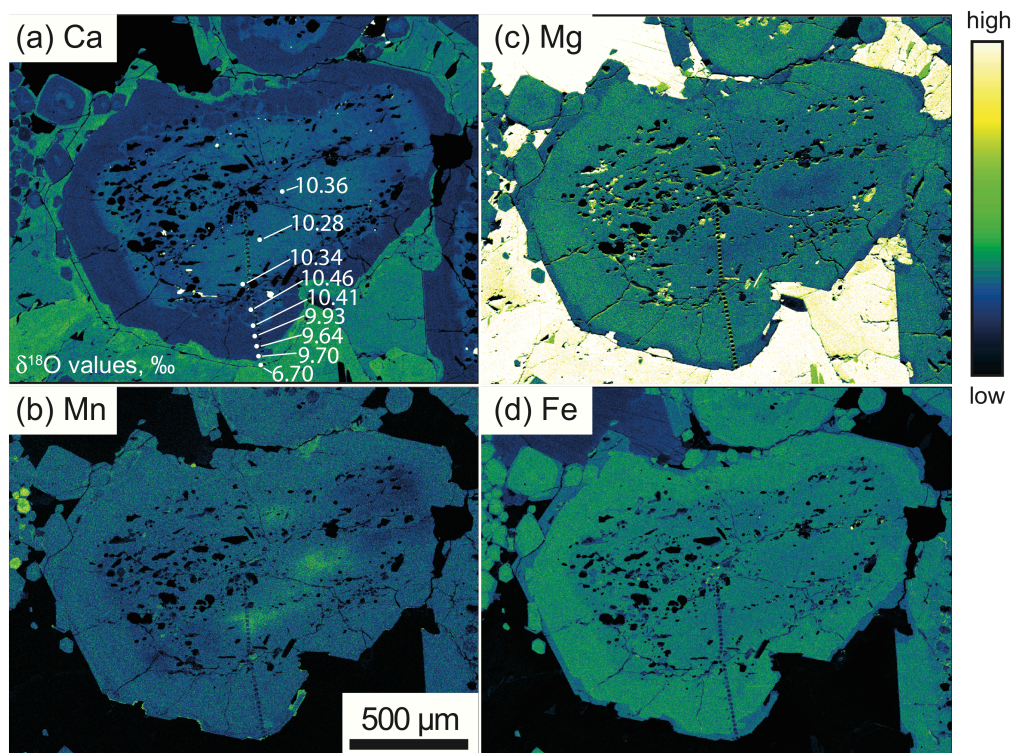 (a) Ca
(c) Mg
high
10.36
10.28
10.34
10.46
10.41
9.93
9.64
9.70
6.70
δ18O values, ‰
low
(b) Mn
(d) Fe
500 µm